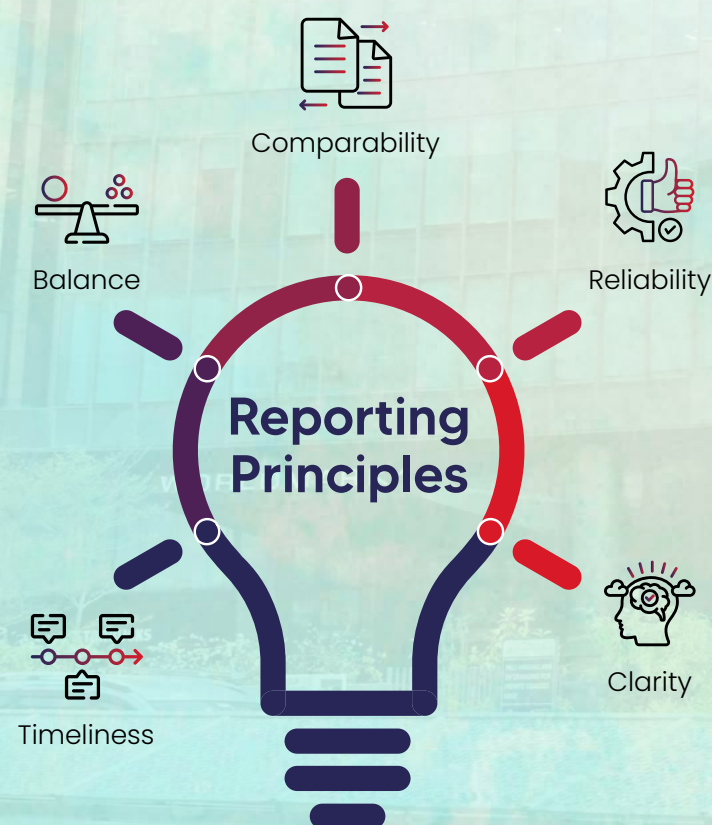 Comparability
Balance
Reliability
Reporting
Principles
Timeliness
Clarity